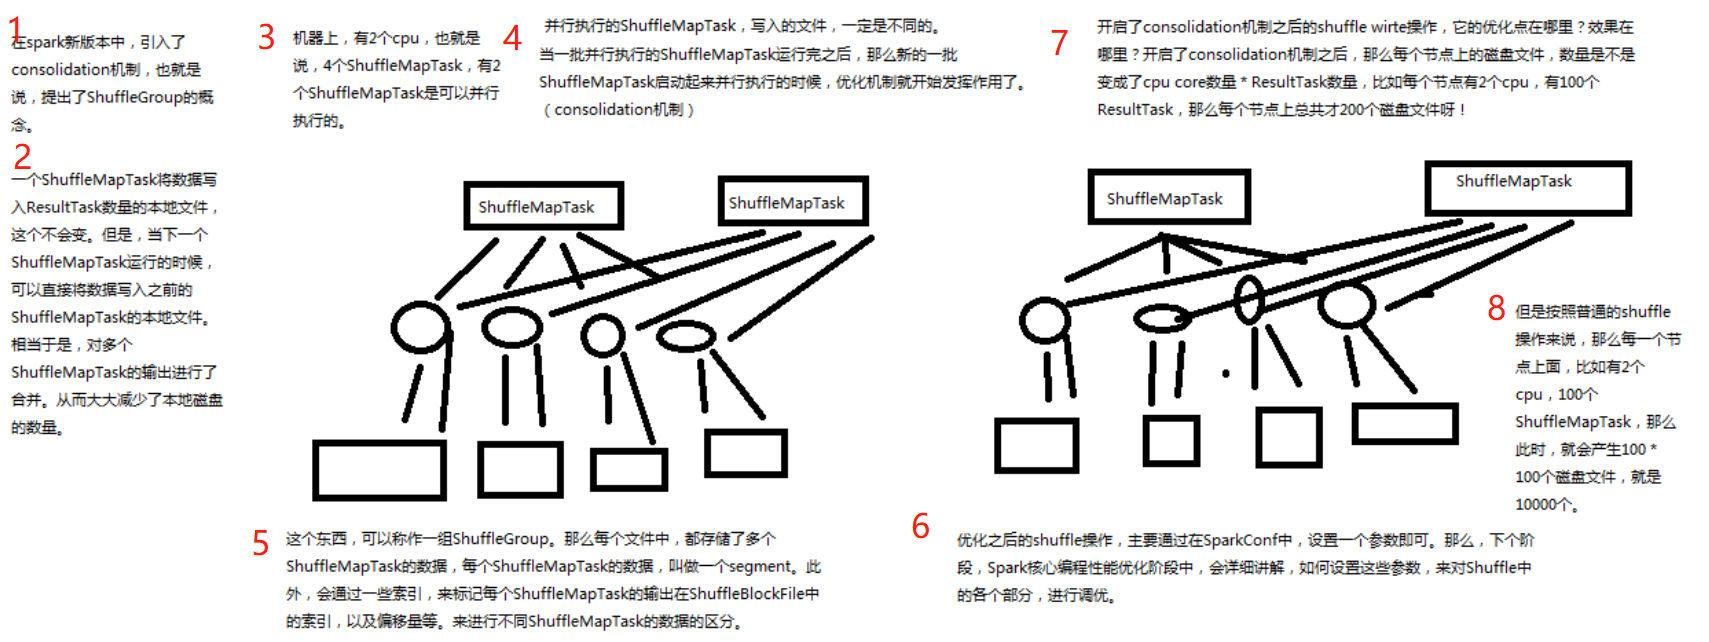 1
在spark新版本中，引入了
consolidation机制，也就是
说，提出了ShuffleGroup的概
念。
2
一个ShuffleMapTask将数据写
入ResultTask数量的本地文件，
这个不会变。但是，当下一个
ShuffleMapTask运行的时候，
可以直接将数据写入之前的
ShuffleMapTask的本地文件。
相当于是，对多个
ShuffleMapTask的输出进行了
合并。从而大大减少了本地磁盘
的数量。
3
机器上，有2个cpu，也就是
说，4个ShuffleMapTask，有2
个ShuffleMapTask是可以并行
执行的。
4
并行执行的ShuffleMapTask，写入的文件，一定是不同的。
当一批并行执行的ShuffleMapTask运行完之后，那么新的一批
ShuffleMapTask启动起来并行执行的时候，优化机制就开始发挥作用了。
（consolidation机制）
ShuffleMapTask
ShuffleMapTask
5
这个东西，可以称作一组ShuffleGroup。那么每个文件中，都存储了多个
ShuffleMapTask的数据，每个ShuffleMapTask的数据，叫做一个segment。此
外，会通过一些索引，来标记每个ShuffleMapTask的输出在ShuffleBlockFile中
的索引，以及偏移量等。来进行不同ShuffleMapTask的数据的区分。
6
优化之后的shuffle操作，主要通过在SparkConf中，设置一个参数即可。那么，下个阶
段，Spark核心编程性能优化阶段中，会详细讲解，如何设置这些参数，来对Shuffle中
的各个部分，进行调优。
7
开启了consolidation机制之后的shuffle wirte操作，它的优化点在哪里？效果在
哪里？开启了consolidation机制之后，那么每个节点上的磁盘文件，数量是不是
变成了cpu core数量 * ResultTask数量，比如每个节点有2个cpu，有100个
ResultTask，那么每个节点上总共才200个磁盘文件呀！
ShuffleMapTask
ShuffleMapTask
8
但是按照普通的shuffle
操作来说，那么每一个节
点上面，比如有2个
cpu，100个
ShuffleMapTask，那么
此时，就会产生100 *
100个磁盘文件，就是
10000个。